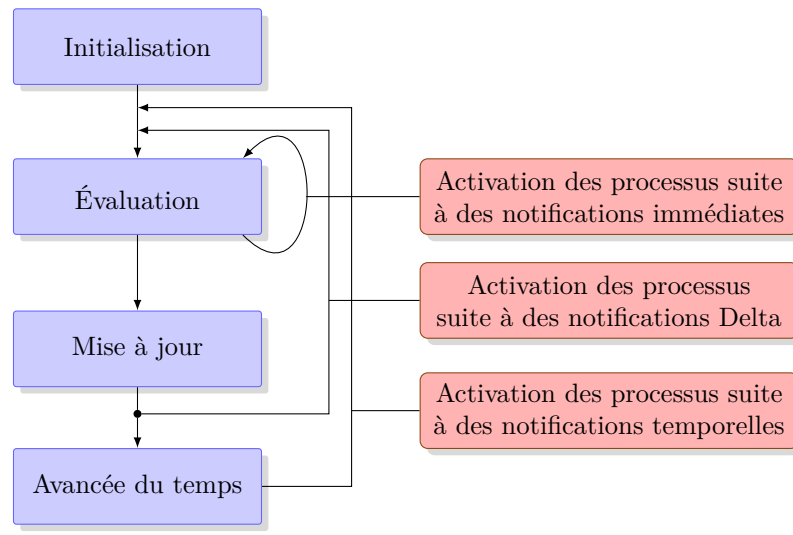 Initialisation
Évaluation
Activation des processus suite
à des notifications immédiates
Activation des processus
suite à des notifications Delta
Mise à jour
Activation des processus suite
à des notifications temporelles
Avancée du temps